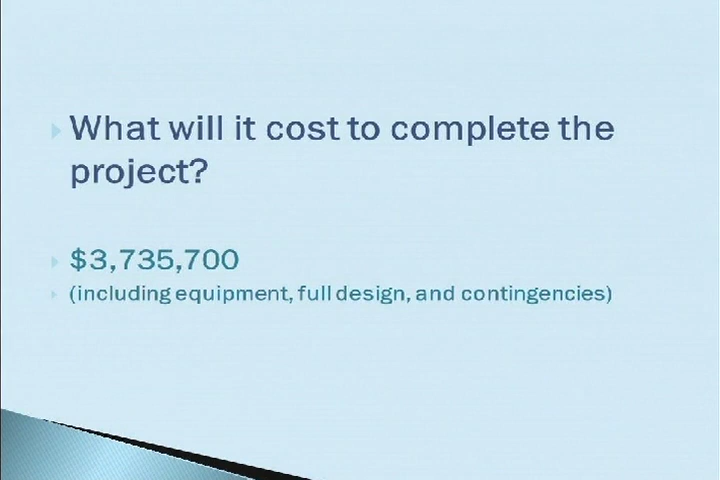 What will it cost to complete the
project?
$3,735,700
(including equipment, full design, and contingencies)